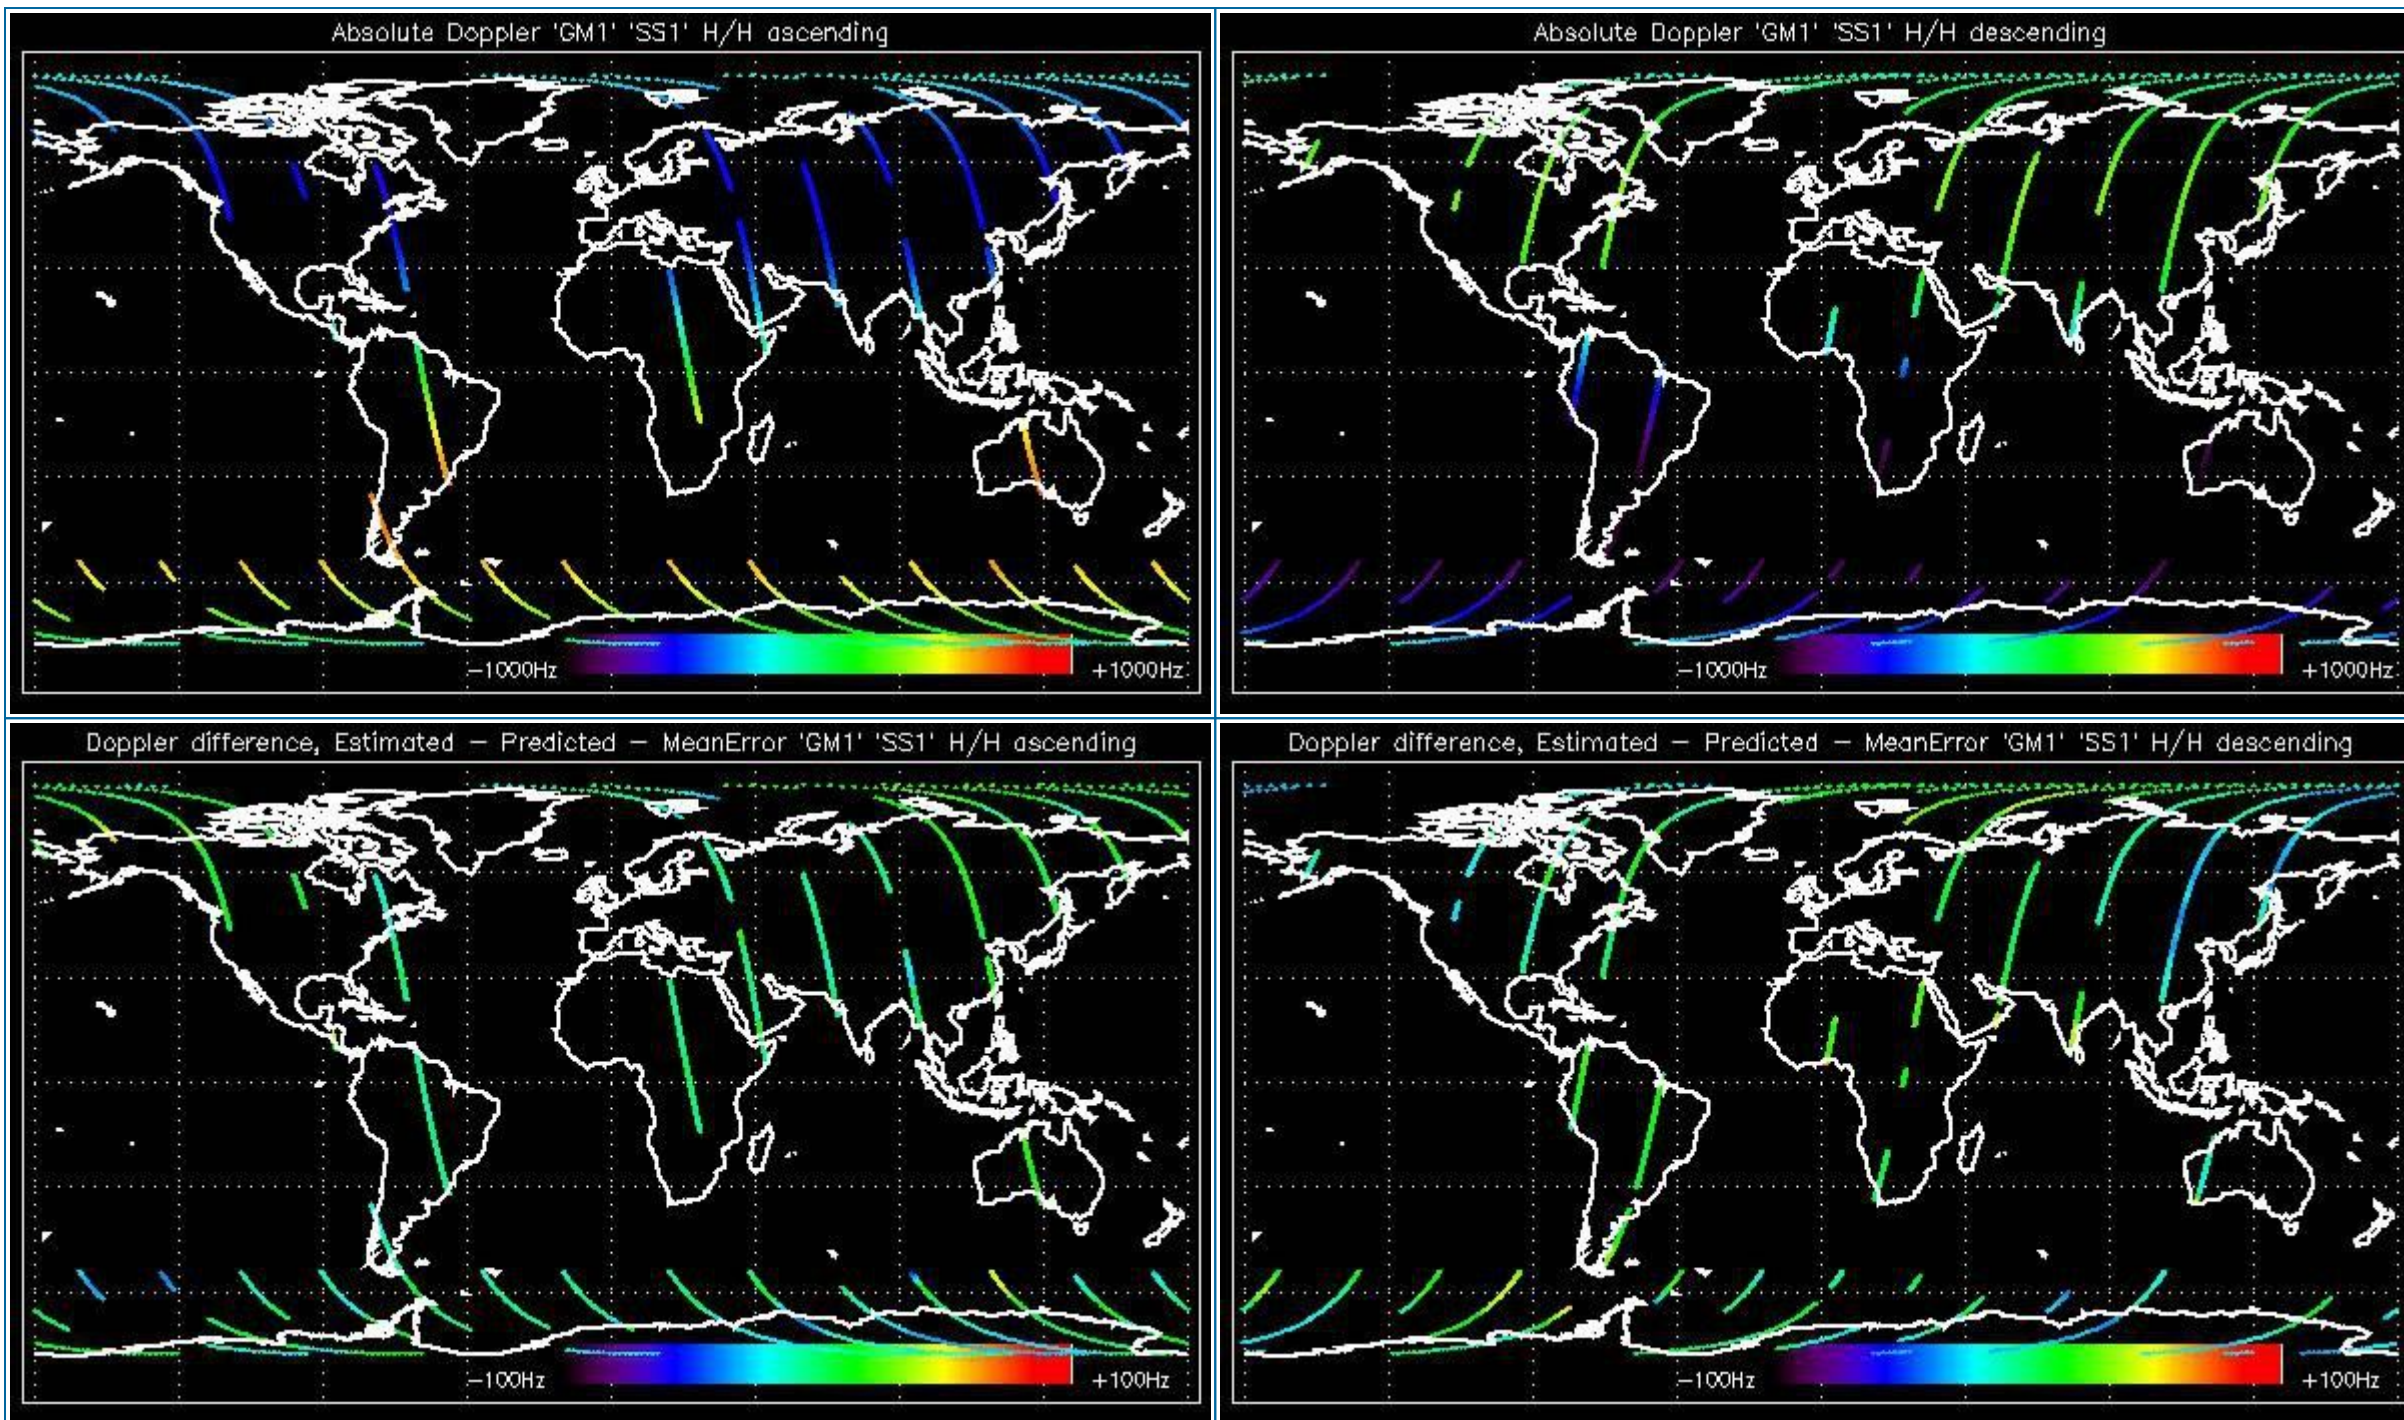 Absolute Doppler 'GM1' 'SS1' H/H ascending
−1000Hz
+1000Hz
Absolute Doppler 'GM1' 'SS1' H/H descending
−1000Hz
+1000Hz
Doppler difference, Estimated − Predicted − MeanError 'GM1' 'SS1' H/H ascending
−100Hz
+100Hz
Doppler difference, Estimated − Predicted − MeanError 'GM1' 'SS1' H/H descending
−100Hz
+100Hz